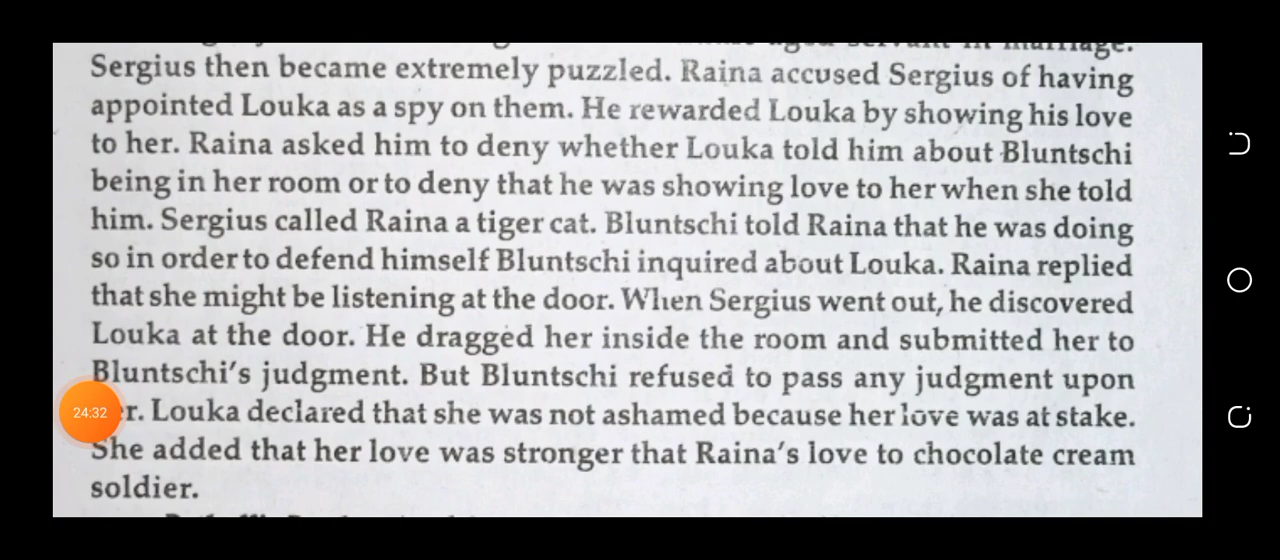 in marriage.
Sergius then became extremely puzzled. Raina accused Sergius of having
appointed Louka as a spy on them. He rewarded Louka by showing his love
to her. Raina asked him to deny whether Louka told him about Bluntschi
being in her room or to deny that he was showing love to her when she told
him. Sergius called Raina a tiger cat. Bluntschi told Raina that he was doing
so in order to defend himself Bluntschi inquired about Louka. Raina replied
that she might be listening at the door. When Sergius went out, he discovered
Louka at the door. He dragged her inside the room and submitted her to
Bluntschi's judgment. But Bluntschi refused to pass any judgment upon
24:32 r. Louka declared that she was not ashamed because her love was at stake.
She added that her love was stronger that Raina's love to chocolate cream
soldier.